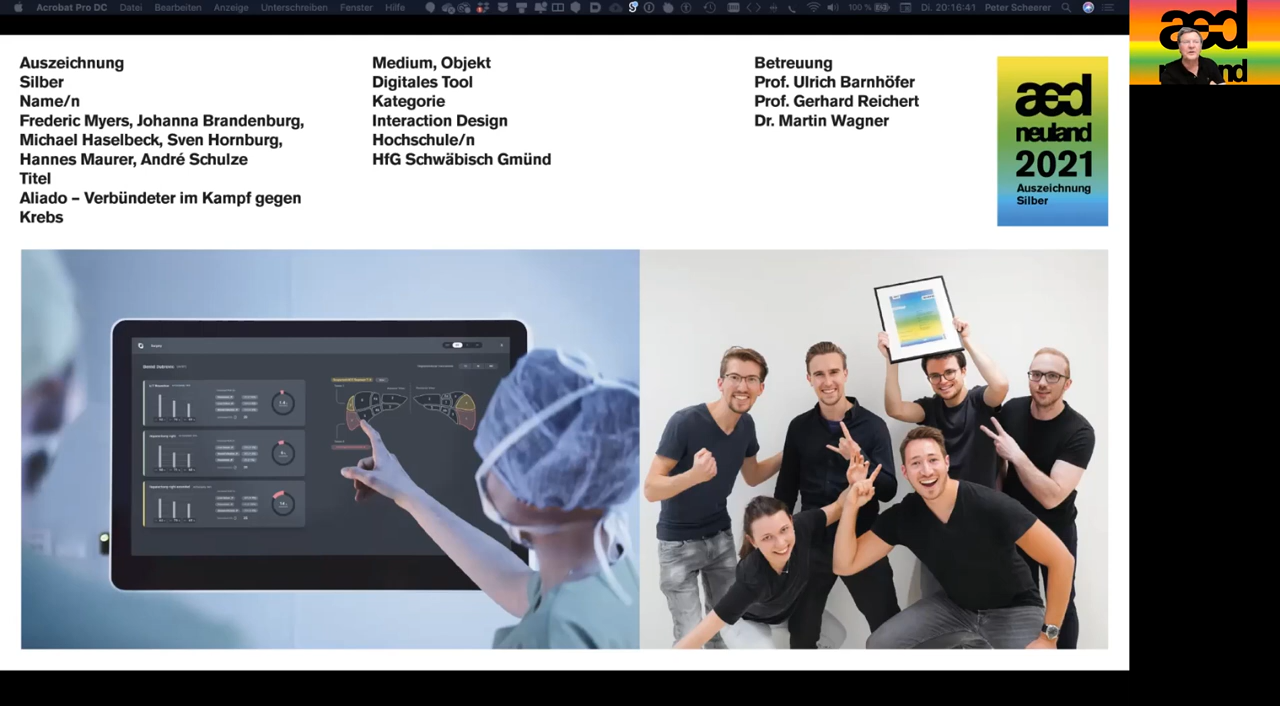 Acrobat Pro DC Datei Bearbeiten Anzeige Unterschreiben Fenster Hilfe 100 % Di. 20:16:41 Peter Scheerer
Auszeichnung
Silber
Name/n
Frederic Myers, Johanna Brandenburg,
Michael Haselbeck, Sven Hornburg,
Hannes Maurer, André Schulze
Titel
Aliado – Verbündeter im Kampf gegen
Krebs
Medium, Objekt
Digitales Tool
Kategorie
Interaction Design
Hochschule/n
HfG Schwäbisch Gmünd
Betreuung
Prof. Ulrich Barnhöfer
Prof. Gerhard Reichert
Dr. Martin Wagner
aed
neuland
2021
Auszeichnung
Silber
aed